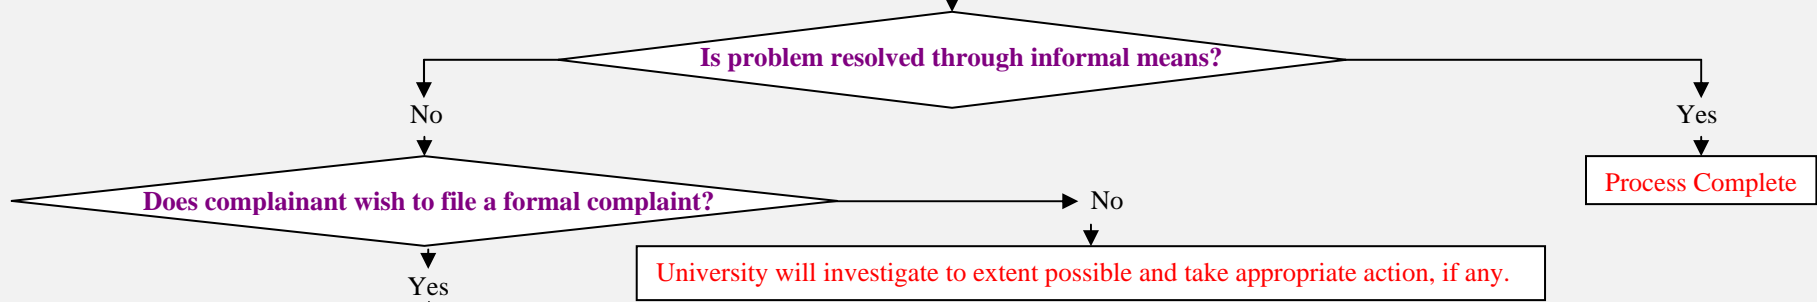 Is problem resolved through informal means?
No
Yes
Process Complete
Does complainant wish to file a formal complaint?
No
University will investigate to extent possible and take appropriate action, if any.
Yes